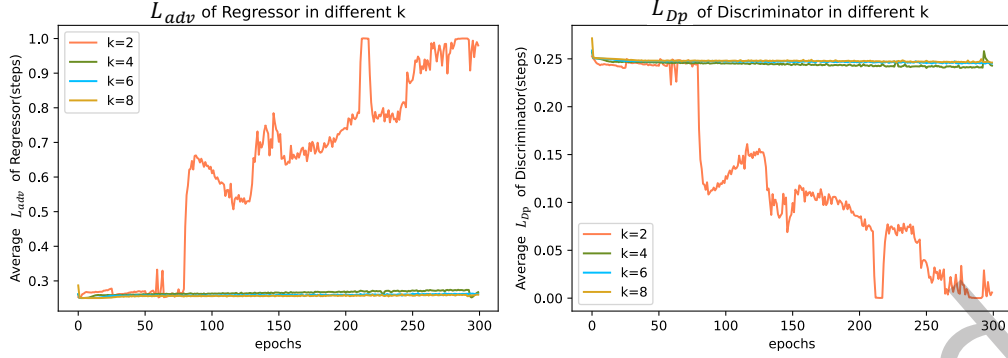 L_adv of Regressor in different k
Average L_adv of Regressor(steps)
1.0
0.9
0.8
0.7
0.6
0.5
0.4
0.3
k=2
k=4
k=6
k=8
0 50 100 150 200 250 300
epochs
L_Dp of Discriminator in different k
Average L_Dp of Discriminator(steps)
0.25
0.20
0.15
0.10
0.05
0.00
k=2
k=4
k=6
k=8
0 50 100 150 200 250 300
epochs